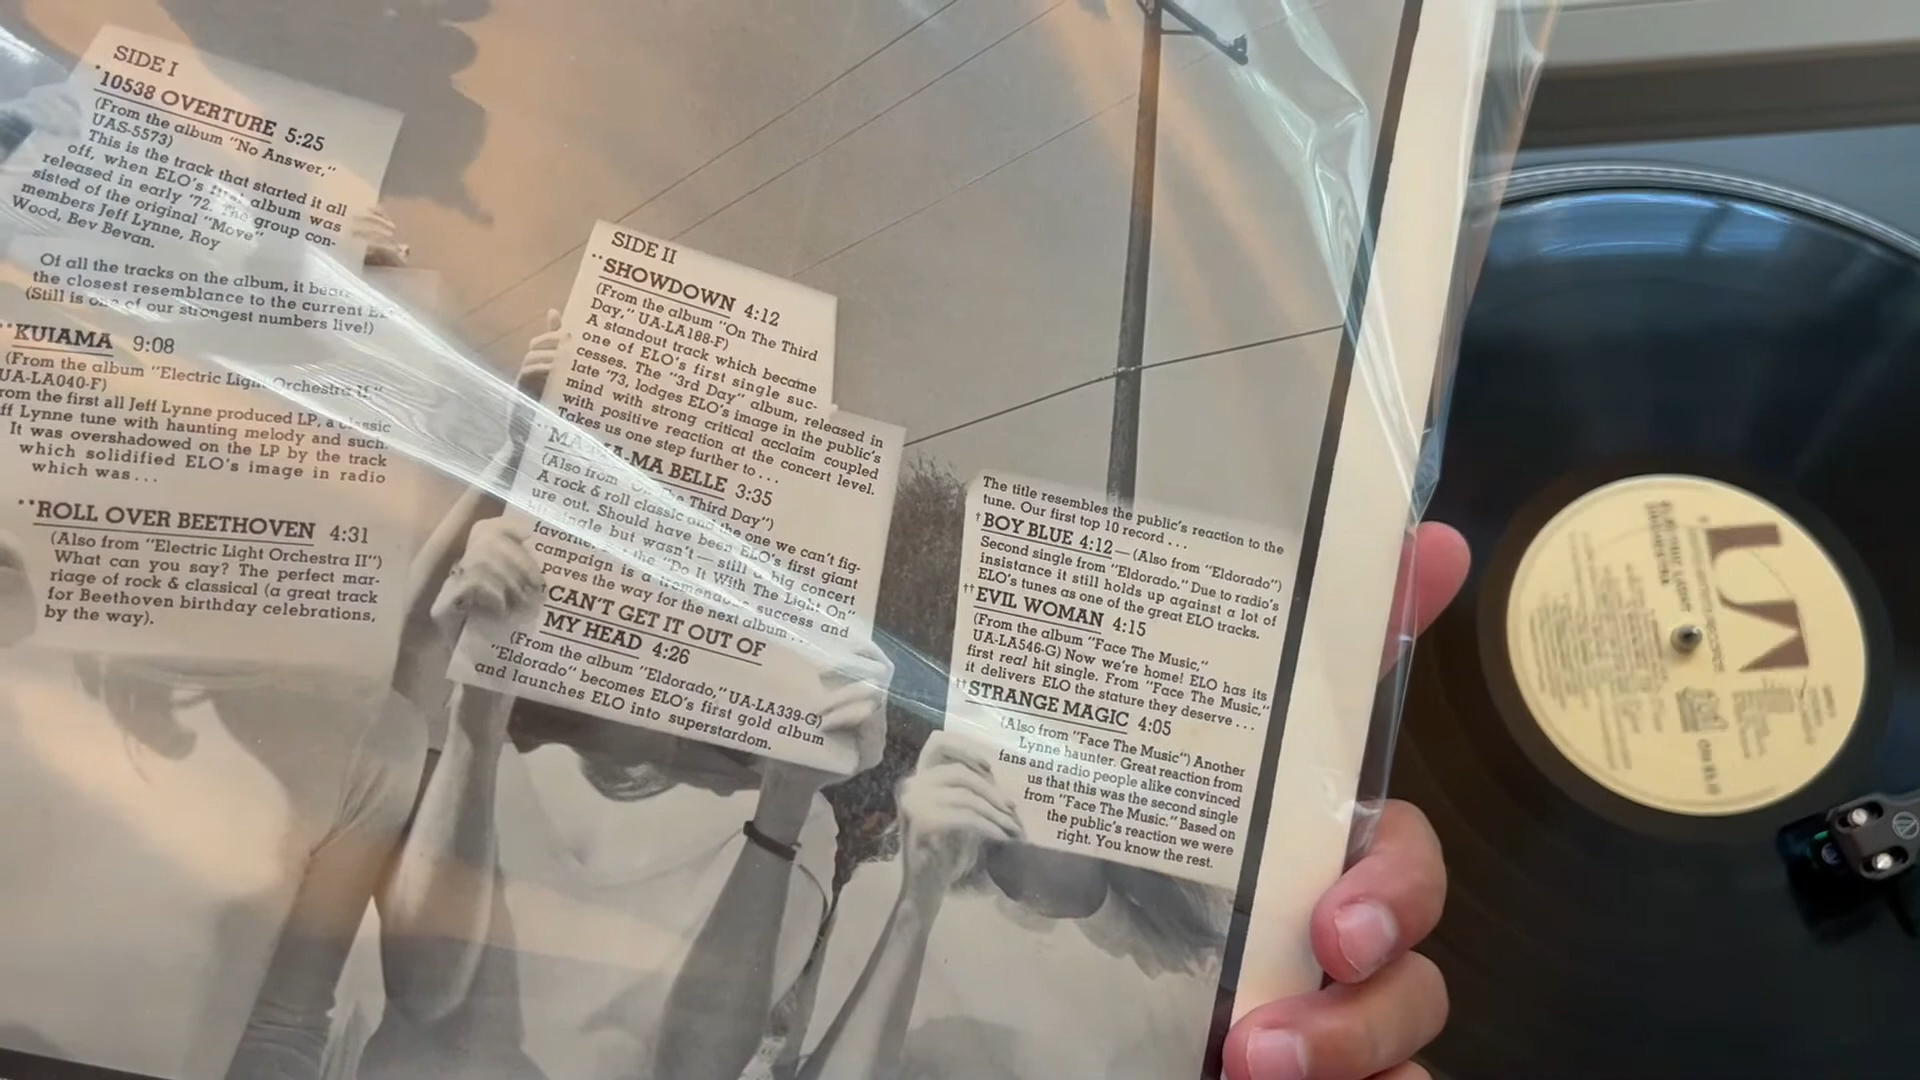 SIDE I
*10538 OVERTURE 5:25
(From the album "No Answer,"
UAS-5573)
This is the track that started it all
off, when ELO's first album was
released in early '72. The group con-
sisted of the original "Move"
members Jeff Lynne, Roy
Wood, Bev Bevan.
Of all the tracks on the album, it bears
the closest resemblance to the current
(Still is one of our strongest numbers live!)
**KUIAMA 9:08
(From the album "Electric Light Orchestra II,"
UA-LA040-F)
rom the first all Jeff Lynne produced LP, a classic
ff Lynne tune with haunting melody and such.
It was overshadowed on the LP by the track
which solidified ELO's image in radio
which was...
**ROLL OVER BEETHOVEN 4:31
(Also from "Electric Light Orchestra II")
What can you say? The perfect mar-
riage of rock & classical (a great track
for Beethoven birthday celebrations,
by the way).
SIDE II
**SHOWDOWN 4:12
(From the album "On The Third
Day," UA-LA188-F)
A standout track which became
one of ELO's first single suc-
cesses. The "3rd Day" album, released in
late '73, lodges ELO's image in the public's
mind with strong critical acclaim coupled
with positive reaction at the concert level.
Takes us one step further to...
**MA-MA-MA BELLE 3:35
(Also from "On The Third Day")
A rock & roll classic and the one we can't fig-
ure out. Should have been ELO's first giant
hit single but wasn't—still a big concert
favorite. the "Do It With The Light On"
campaign is a tremendous success and
paves the way for the next album...
†CAN'T GET IT OUT OF
MY HEAD 4:26
(From the album "Eldorado," UA-LA339-G)
"Eldorado" becomes ELO's first gold album
and launches ELO into superstardom.
The title resembles the public's reaction to the
tune. Our first top 10 record...
†BOY BLUE 4:12—(Also from "Eldorado")
Second single from "Eldorado." Due to radio's
insistance it still holds up against a lot of
ELO's tunes as one of the great ELO tracks.
††EVIL WOMAN 4:15
(From the album "Face The Music,"
UA-LA546-G) Now we're home! ELO has its
first real hit single. From "Face The Music,"
it delivers ELO the stature they deserve...
††STRANGE MAGIC 4:05
(Also from "Face The Music") Another
Lynne haunter. Great reaction from
fans and radio people alike convinced
us that this was the second single
from "Face The Music." Based on
the public's reaction we were
right. You know the rest.
UA